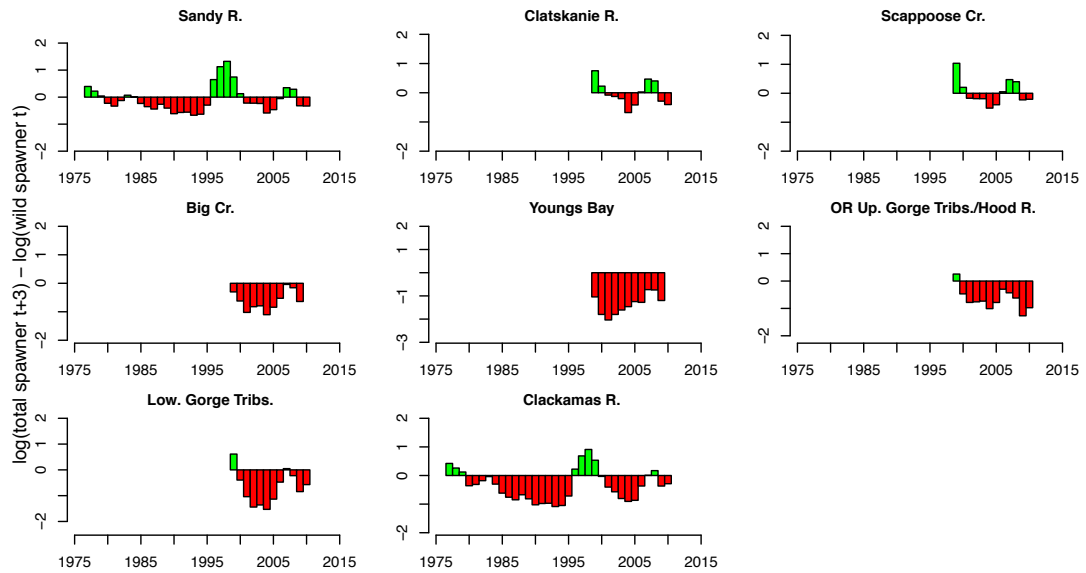 Sandy R.
2
1
0
−2
1975 1985 1995 2005 2015
Clatskanie R.
2
1
0
−2
1975 1985 1995 2005 2015
Scappoose Cr.
2
1
0
−2
1975 1985 1995 2005 2015
log(total spawner t+3) − log(wild spawner t)
Big Cr.
2
1
0
−2
1975 1985 1995 2005 2015
Youngs Bay
2
1
−1
−3
1975 1985 1995 2005 2015
OR Up. Gorge Tribs./Hood R.
2
1
0
−2
1975 1985 1995 2005 2015
Low. Gorge Tribs.
2
1
0
−2
1975 1985 1995 2005 2015
Clackamas R.
2
1
0
−2
1975 1985 1995 2005 2015